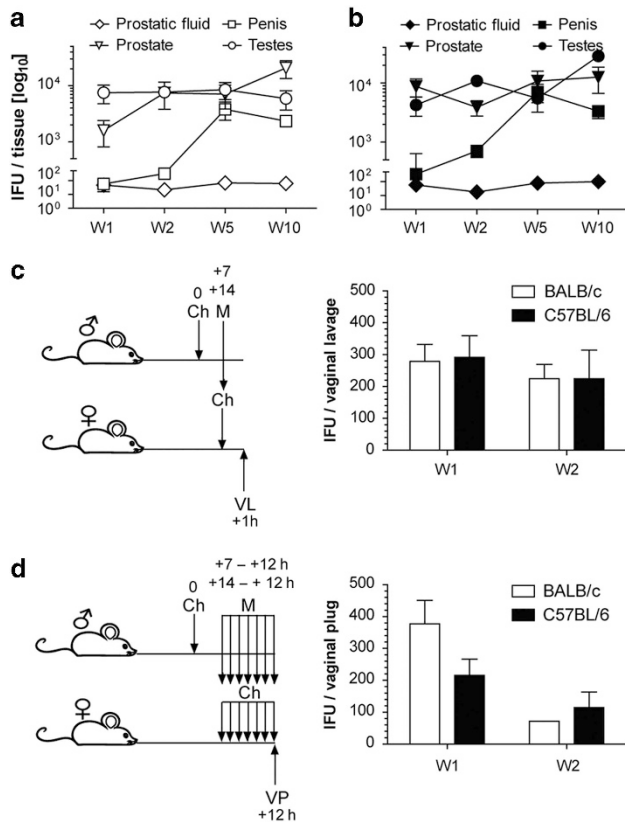 a
Prostatic fluid
Penis
Prostate
Testes
IFU / tissue [log10]
10⁴
10³
10²
10¹
10⁰
W1 W2 W5 W10
b
Prostatic fluid
Penis
Prostate
Testes
10⁴
10³
10²
10¹
10⁰
W1 W2 W5 W10
c
+7
0 +14
Ch M
♂
Ch
♀
VL
+1h
BALB/c
C57BL/6
IFU / vaginal lavage
500
400
300
200
100
0
W1 W2
d
+7 – +12 h
+14 – + 12 h
0
Ch M
♂
Ch
♀
VP
+12 h
BALB/c
C57BL/6
IFU / vaginal plug
500
400
300
200
100
0
W1 W2